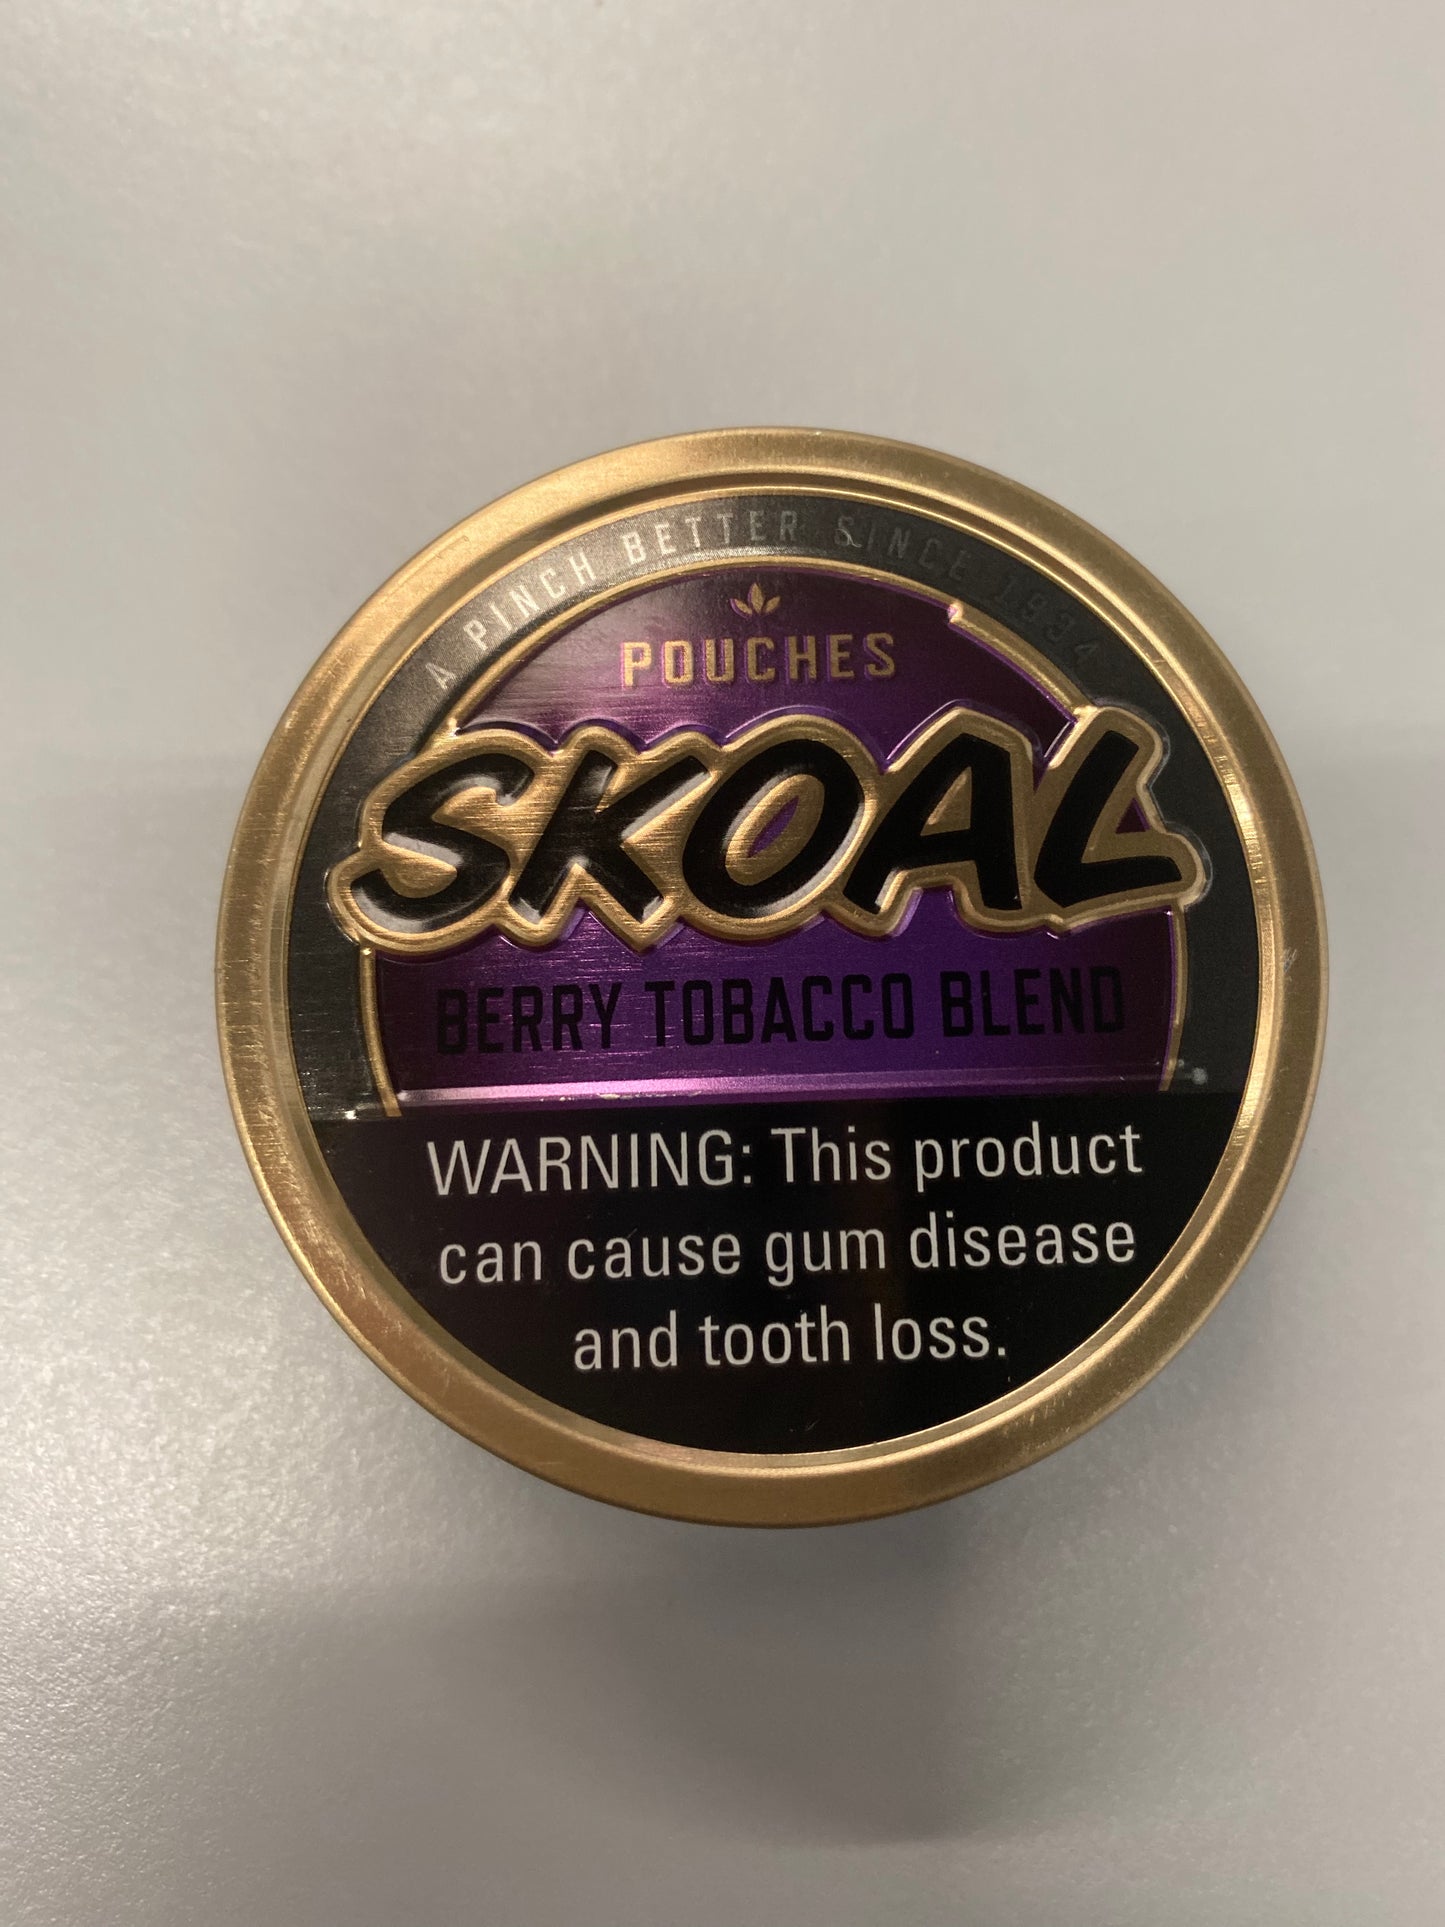 A PINCH BETTER SINCE 1934
POUCHES
SKOAL
BERRY TOBACCO BLEND
WARNING: This product
can cause gum disease
and tooth loss.